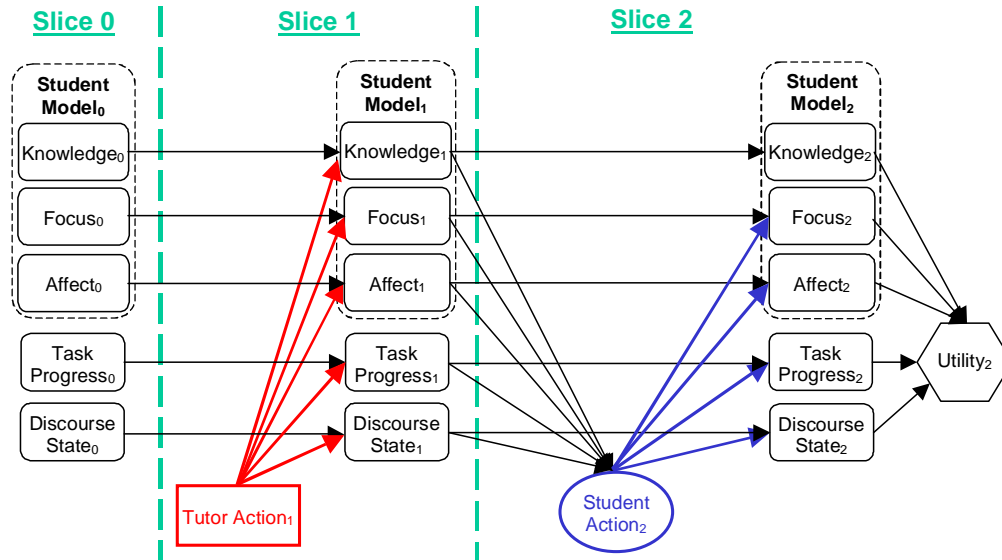 Slice 0
Slice 1
Slice 2
Student
Model₀
Student
Model₁
Student
Model₂
Knowledge₀
Knowledge₁
Knowledge₂
Focus₀
Focus₁
Focus₂
Affect₀
Affect₁
Affect₂
Task
Progress₀
Task
Progress₁
Task
Progress₂
Utility₂
Discourse
State₀
Discourse
State₁
Discourse
State₂
Tutor Action₁
Student
Action₂